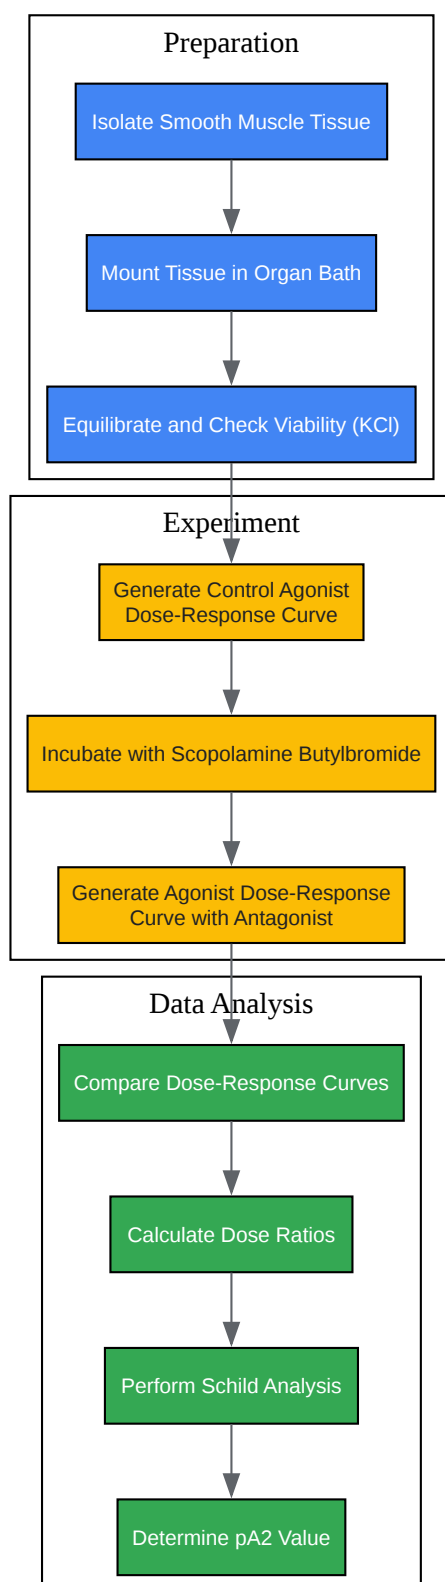 Preparation
Isolate Smooth Muscle Tissue
Mount Tissue in Organ Bath
Equilibrate and Check Viability (KCl)
Experiment
Generate Control Agonist
Dose-Response Curve
Incubate with Scopolamine Butylbromide
Generate Agonist Dose-Response
Curve with Antagonist
Data Analysis
Compare Dose-Response Curves
Calculate Dose Ratios
Perform Schild Analysis
Determine pA2 Value